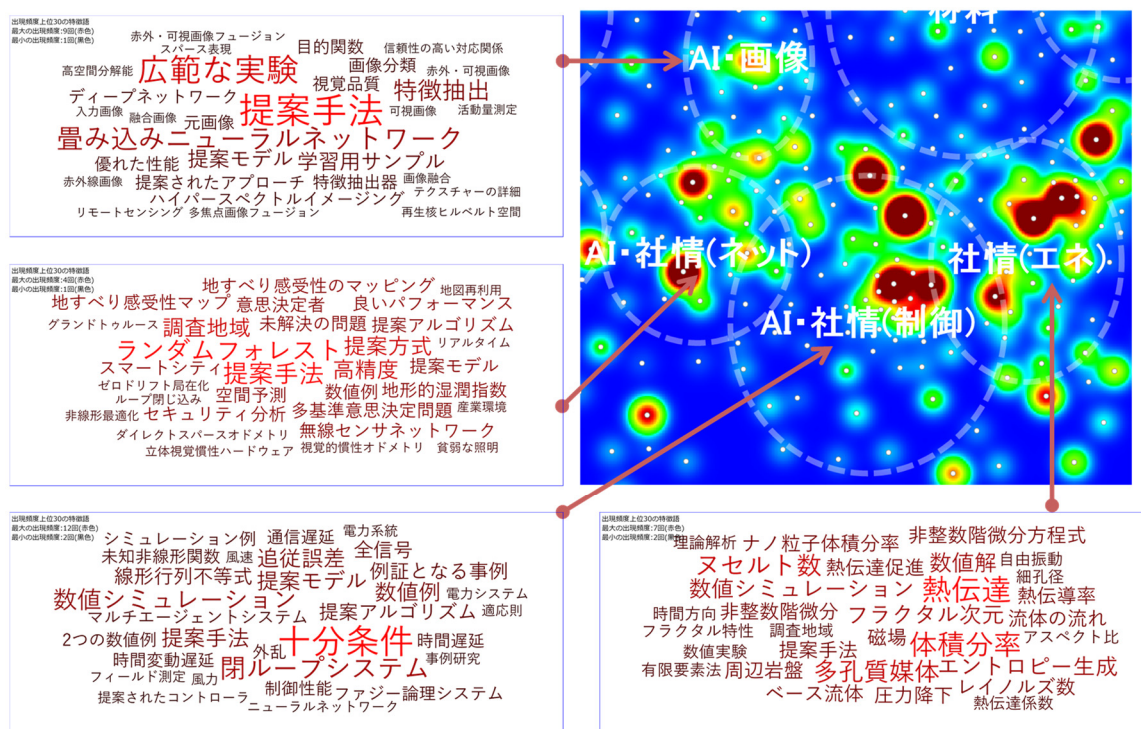 出現頻度上位30の特徴語
最大の出現頻度:9回(赤色)
最小の出現頻度:1回(黒色)
赤外・可視画像フュージョン
スパース表現
目的関数
信頼性の高い対応関係
高空間分解能
広範な実験
画像分類
視覚品質
赤外・可視画像
ディープネットワーク
特徴抽出
入力画像
融合画像
元画像
提案手法
可視画像
活動量測定
畳み込みニューラルネットワーク
優れた性能
提案モデル
学習用サンプル
赤外線画像
提案されたアプローチ
特徴抽出器
画像融合
ハイパースペクトルイメージング
テクスチャーの詳細
リモートセンシング
多焦点画像フュージョン
再生核ヒルベルト空間
材料
AI・画像
AI・社情(ネット)
社情(エネ)
AI・社情(制御)
出現頻度上位30の特徴語
最大の出現頻度:4回(赤色)
最小の出現頻度:1回(黒色)
地すべり感受性のマッピング
地図再利用
地すべり感受性マップ
意思決定者
良いパフォーマンス
グランドトゥルース
調査地域
未解決の問題
提案アルゴリズム
ランダムフォレスト
提案方式
リアルタイム
スマートシティ
提案手法
高精度
提案モデル
ゼロドリフト局在化
ループ閉じ込み
空間予測
数値例
地形的湿潤指数
非線形最適化
セキュリティ分析
多基準意思決定問題
産業環境
ダイレクトスパースオドメトリ
無線センサネットワーク
立体視覚慣性ハードウェア
視覚的慣性オドメトリ
貧弱な照明
出現頻度上位30の特徴語
最大の出現頻度:12回(赤色)
最小の出現頻度:2回(黒色)
シミュレーション例
通信遅延
電力系統
未知非線形関数
風速
追従誤差
全信号
線形行列不等式
提案モデル
例証となる事例
数値シミュレーション
数値例
電力システム
マルチエージェントシステム
提案アルゴリズム
適応則
2つの数値例
提案手法
外乱
十分条件
時間遅延
時間変動遅延
閉ループシステム
事例研究
フィールド測定
風力
提案されたコントローラ
制御性能
ファジー論理システム
ニューラルネットワーク
出現頻度上位30の特徴語
最大の出現頻度:7回(赤色)
最小の出現頻度:2回(黒色)
理論解析
ナノ粒子体積分率
非整数階微分方程式
ヌセルト数
熱伝達促進
数値解
自由振動
細孔径
数値シミュレーション
熱伝達
熱伝導率
時間方向
非整数階微分
フラクタル次元
流体の流れ
フラクタル特性
調査地域
磁場
体積分率
アスペクト比
数値実験
提案手法
有限要素法
周辺岩盤
多孔質媒体
エントロピー生成
ベース流体
圧力降下
レイノルズ数
熱伝達係数